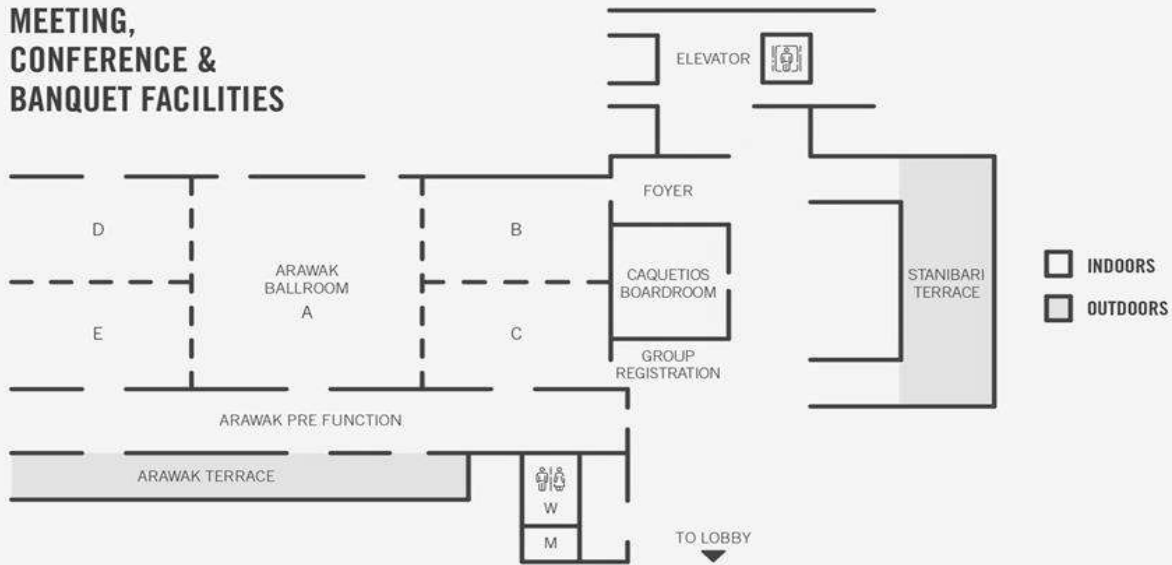 MEETING,
CONFERENCE &
BANQUET FACILITIES
ELEVATOR
FOYER
D
B
ARAWAK
BALLROOM
A
CAQUETIOS
BOARDROOM
STANIBARI
TERRACE
INDOORS
OUTDOORS
E
C
GROUP
REGISTRATION
ARAWAK PRE FUNCTION
ARAWAK TERRACE
W
M
TO LOBBY